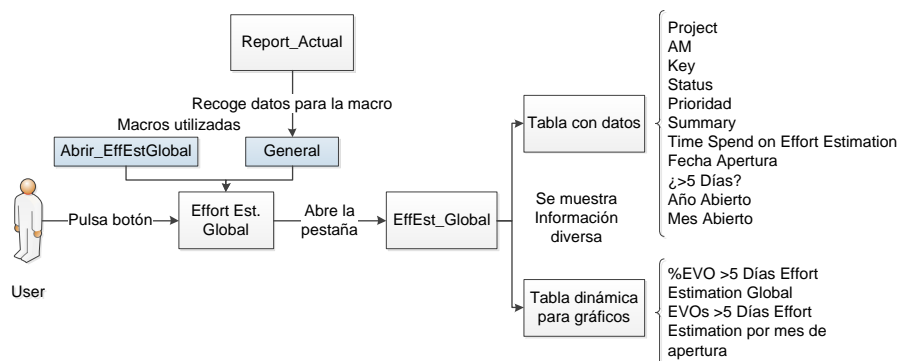 Report_Actual
Recoge datos para la macro
Macros utilizadas
Abrir_EffEstGlobal
General
User
Pulsa botón
Effort Est.
Global
Abre la
pestaña
EffEst_Global
Se muestra
Información
diversa
Tabla con datos
Project
AM
Key
Status
Prioridad
Summary
Time Spend on Effort Estimation
Fecha Apertura
¿>5 Días?
Año Abierto
Mes Abierto
Tabla dinámica
para gráficos
%EVO >5 Días Effort
Estimation Global
EVOs >5 Días Effort
Estimation por mes de
apertura